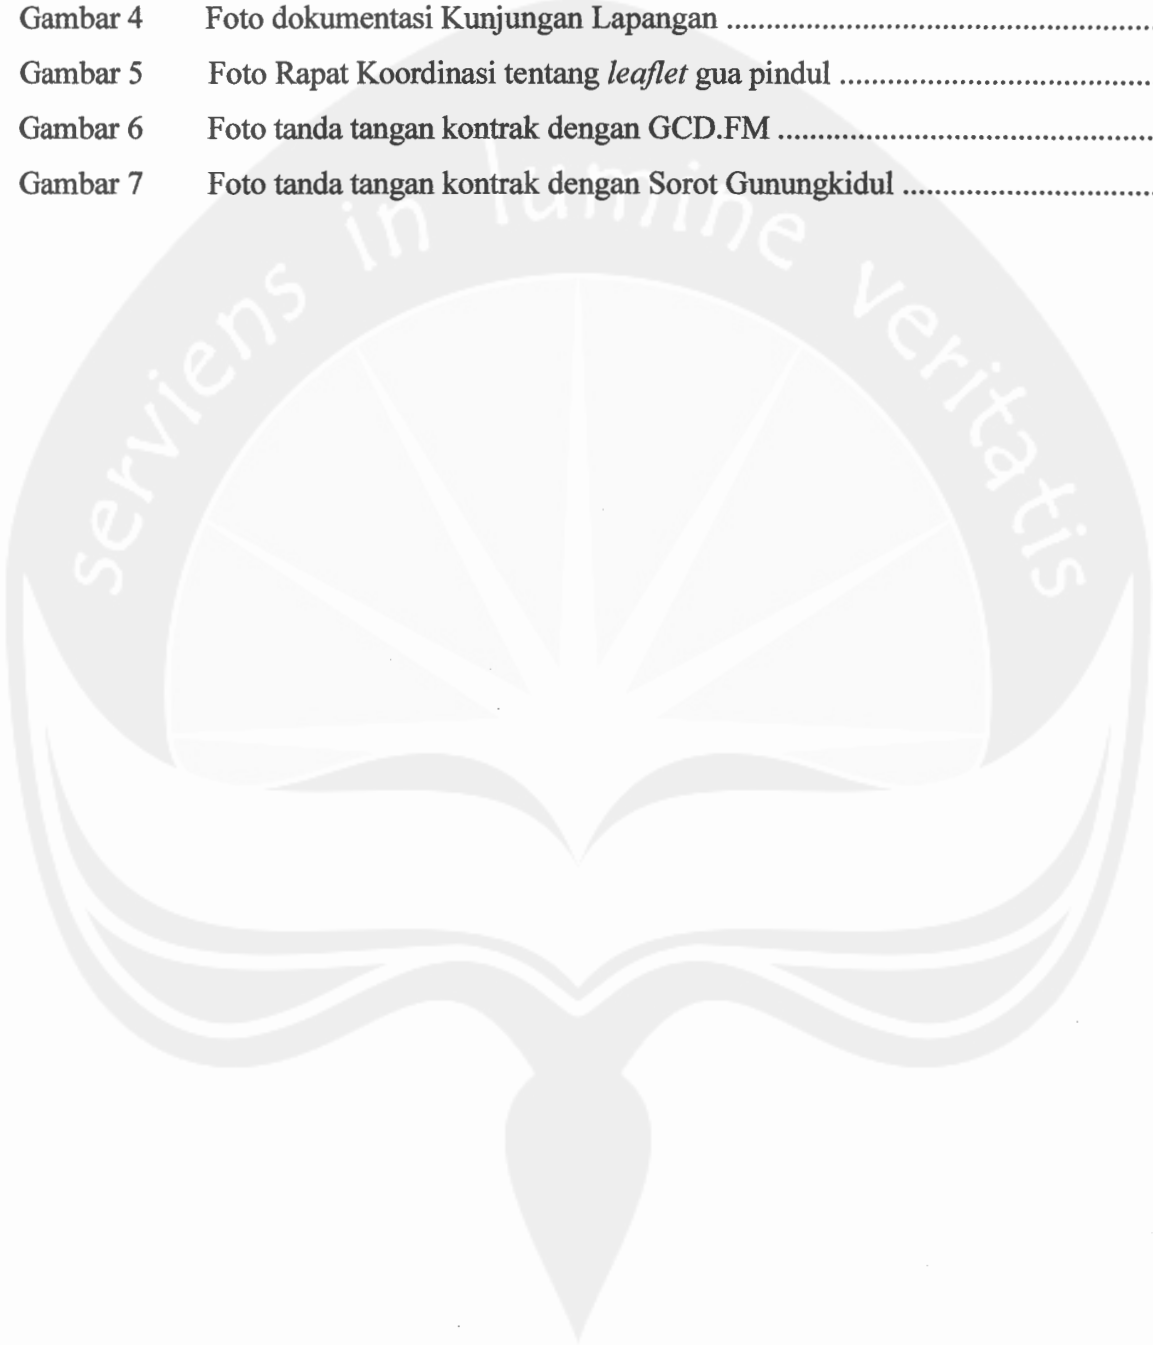 Gambar 4 Foto dokumentasi Kunjungan Lapangan ......................................................
Gambar 5 Foto Rapat Koordinasi tentang leaflet gua pindul .......................................
Gambar 6 Foto tanda tangan kontrak dengan GCD.FM ...............................................
Gambar 7 Foto tanda tangan kontrak dengan Sorot Gunungkidul ................................
serviens in lumine veritatis